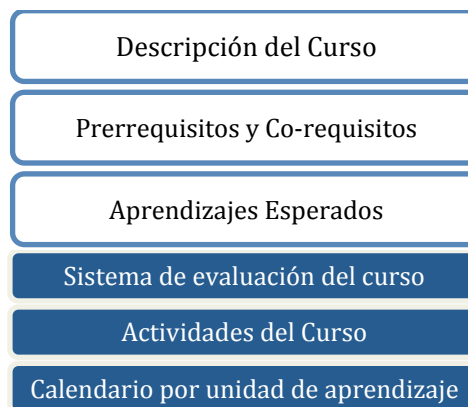 Descripción del Curso
Prerrequisitos y Co-requisitos
Aprendizajes Esperados
Sistema de evaluación del curso
Actividades del Curso
Calendario por unidad de aprendizaje